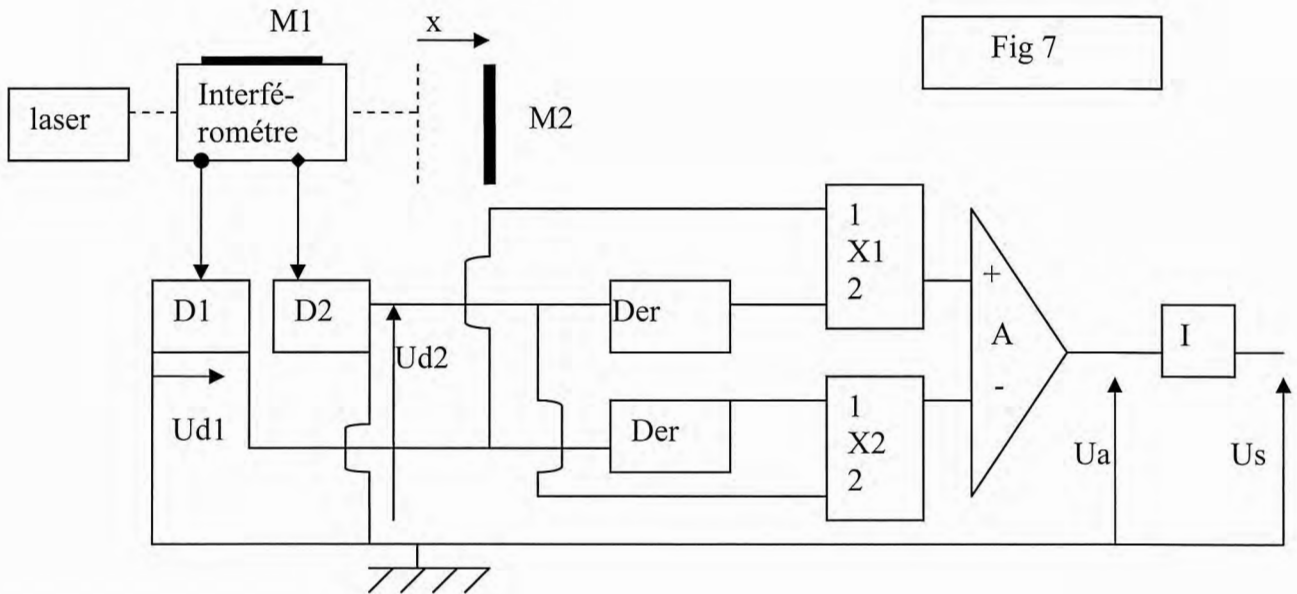 M1
x
Fig 7
laser
Interfé-
rométre
M2
D1
D2
Ud1
Ud2
Der
Der
1
X1
2
1
X2
2
+
A
-
I
Ua
Us